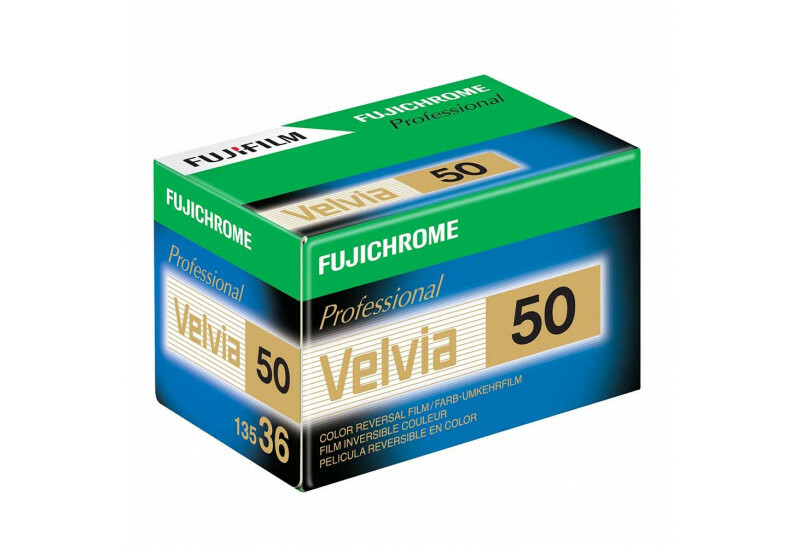 FUJIFILM
FUJICHROME
Professional
Velvia 50
FUJICHROME
Professional
Velvia 50
135 36
FUJICHROME
Professional
Velvia 50
COLOR REVERSAL FILM/FARB-UMKEHRFILM
FILM INVERSIBLE COULEUR
PELICULA REVERSIBLE EN COLOR